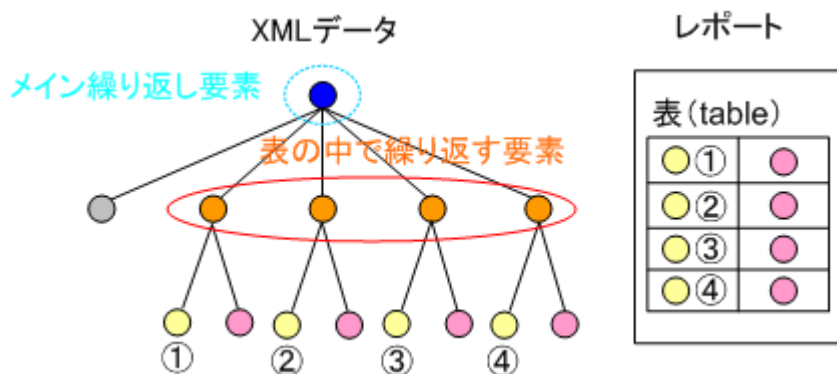 XMLデータ
レポート
メイン繰り返し要素
表の中で繰り返す要素
表(table)
①
②
③
④
① ② ③ ④